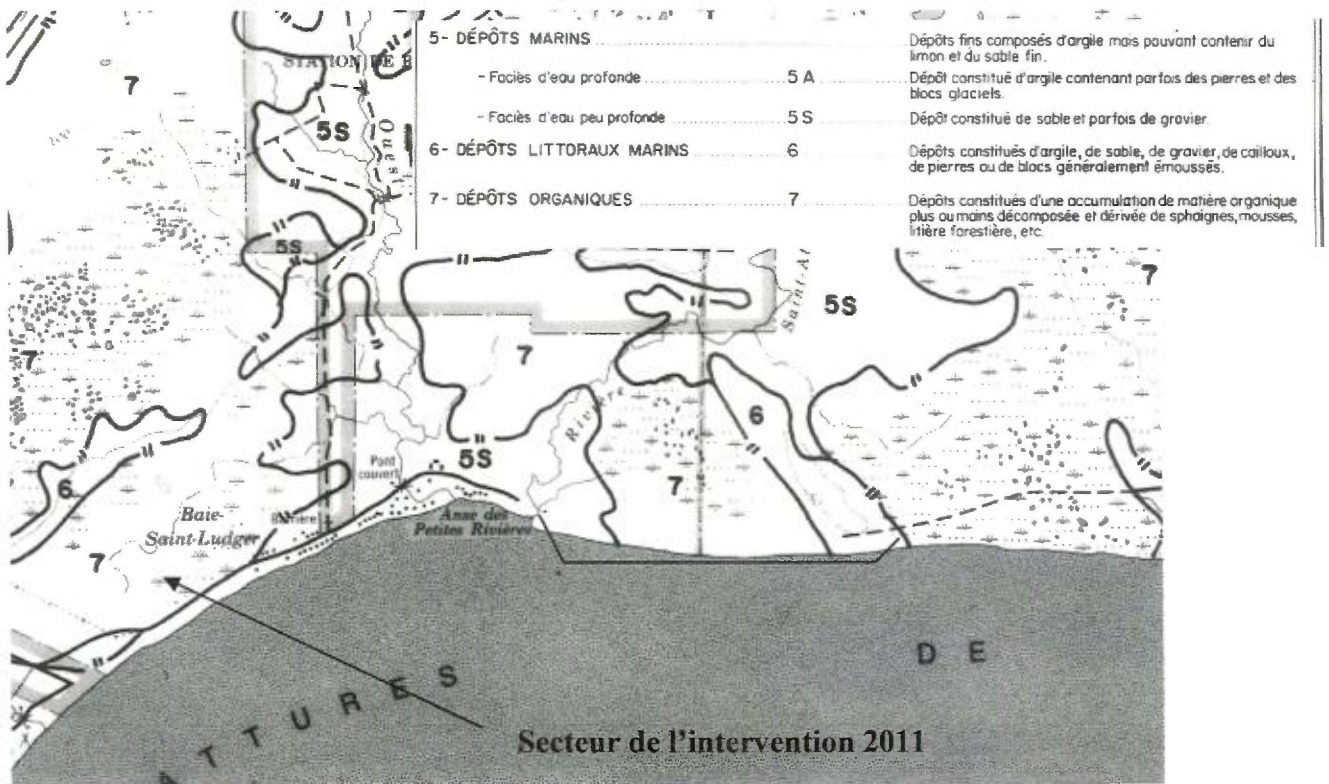 5- DÉPÔTS MARINS
Dépôts fins composés d'argile mais pouvant contenir du
limon et du sable fin.
- Faciès d'eau profonde 5 A
Dépôt constitué d'argile contenant parfois des pierres et des
blocs glaciels.
- Faciès d'eau peu profonde 5 S
Dépôt constitué de sable et parfois de gravier
6- DÉPÔTS LITTORAUX MARINS 6
Dépôts constitués d'argile, de sable, de gravier, de cailloux,
de pierres ou de blocs généralement émoussés.
7- DÉPÔTS ORGANIQUES 7
Dépôts constitués d'une accumulation de matière organique
plus ou moins décomposée et dérivée de sphaignes, mousses,
litière forestière, etc.
STATION DE
7
5S
Oues
5S
7
5S
Saint-At
7
7
Rivière
6
5S
Pont
couvert
7
6
Baie-
Saint-Ludger
Anse des
Petites Rivières
7
DE
ATTURES
Secteur de l'intervention 2011